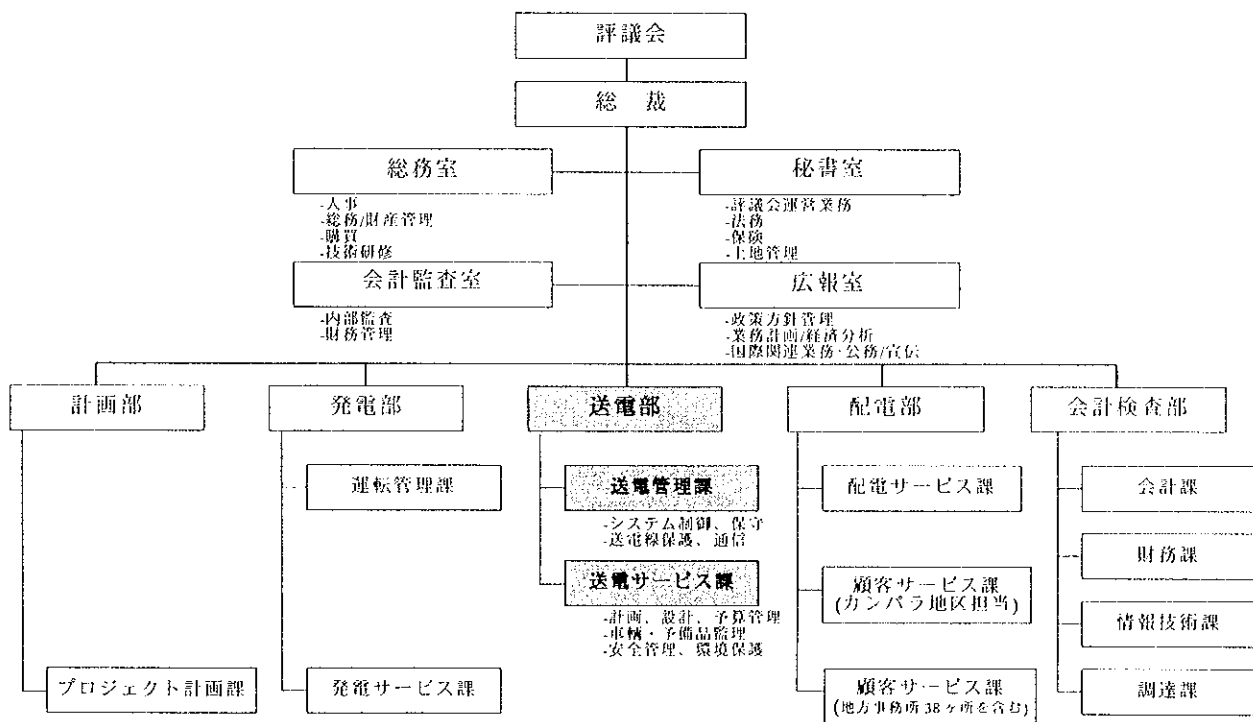 評議会
総　裁
総務室
-人事
-総務/財産管理
-購買
-技術研修
秘書室
-評議会運営業務
-法務
-保険
-土地管理
会計監査室
-内部監査
-財務管理
広報室
-政策方針管理
-業務計画/経済分析
-国際関連業務・公務/宣伝
計画部
発電部
送電部
配電部
会計検査部
プロジェクト計画課
運転管理課
発電サービス課
送電管理課
-システム制御、保守
-送電線保護、通信
送電サービス課
-計画、設計、予算管理
-車輌・予備品監理
-安全管理、環境保護
配電サービス課
顧客サービス課
(カンパラ地区担当)
顧客サービス課
(地方事務所38ヶ所を含む)
会計課
財務課
情報技術課
調達課